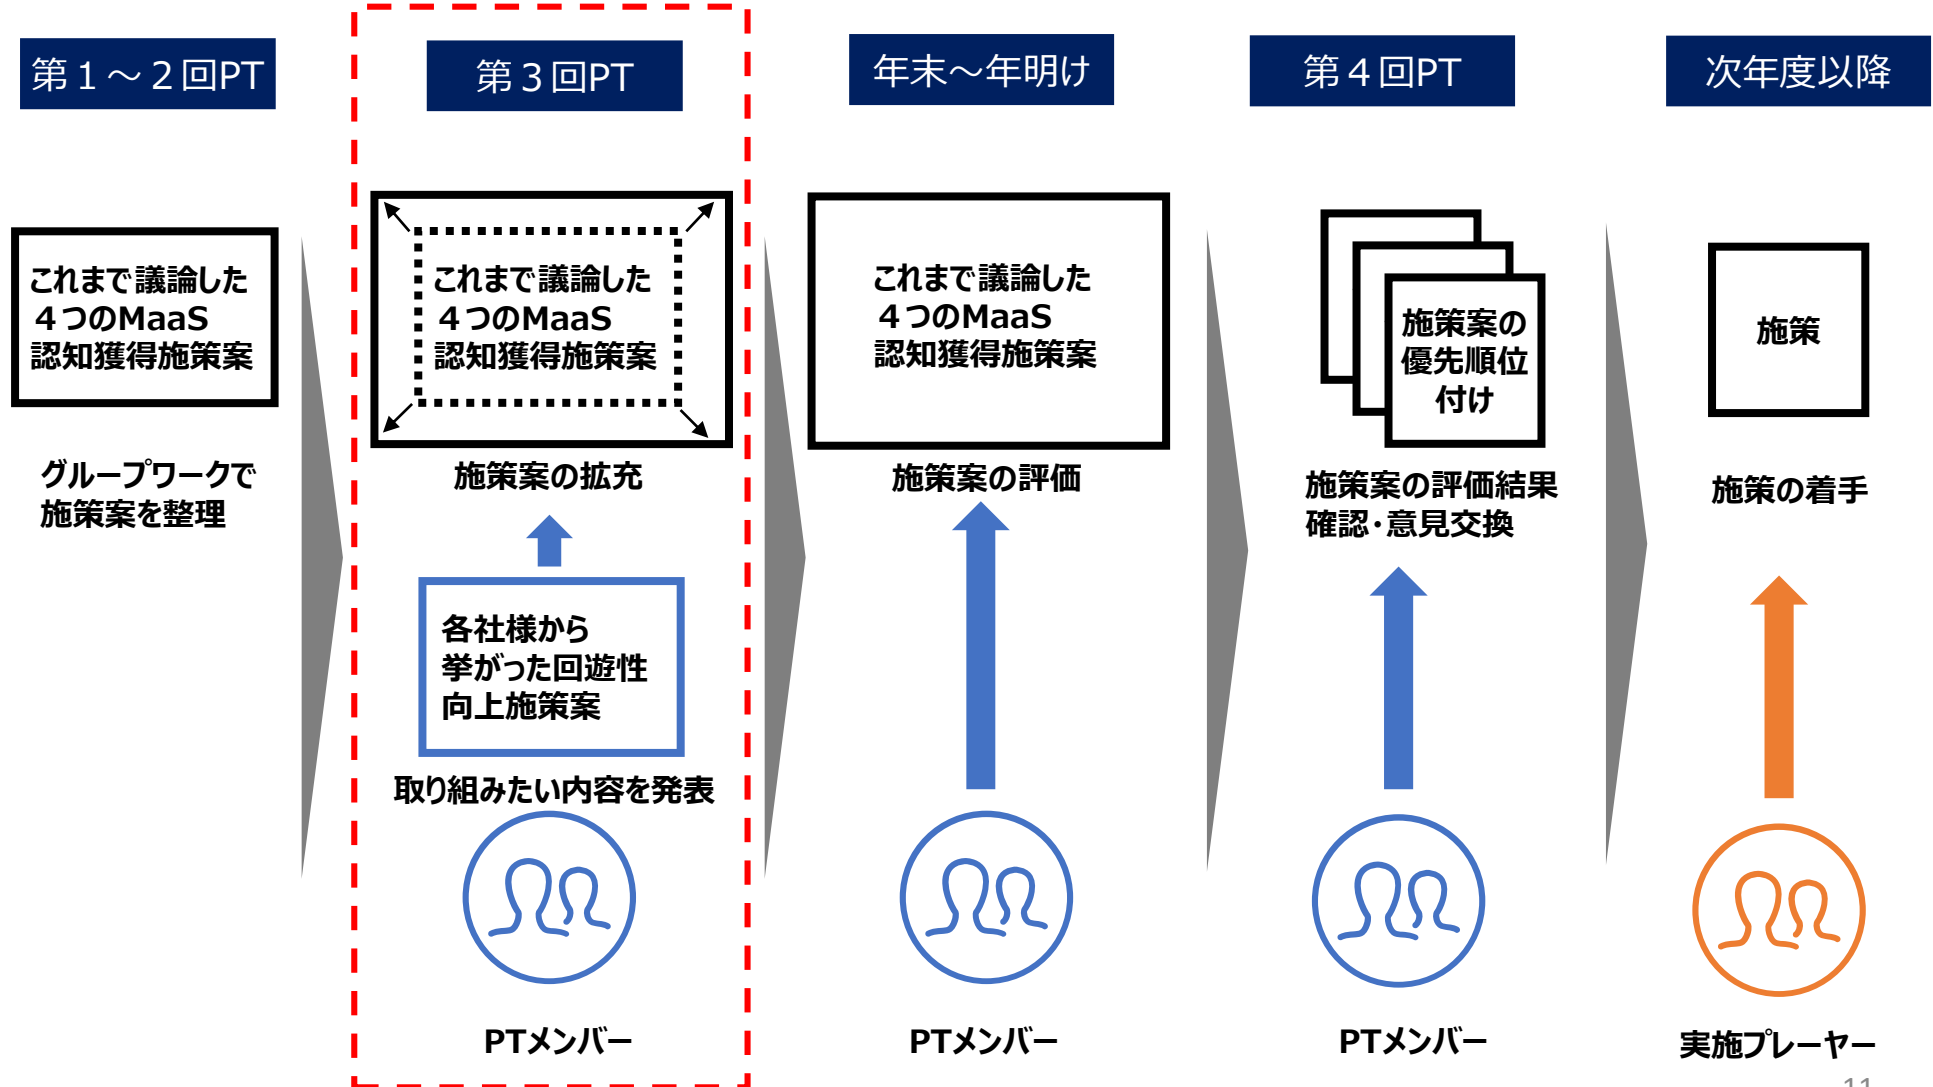 第１～２回PT
第３回PT
年末～年明け
第４回PT
次年度以降
これまで議論した
４つのMaaS
認知獲得施策案
グループワークで
施策案を整理
これまで議論した
４つのMaaS
認知獲得施策案
施策案の拡充
各社様から
挙がった回遊性
向上施策案
取り組みたい内容を発表
PTメンバー
これまで議論した
４つのMaaS
認知獲得施策案
施策案の評価
PTメンバー
施策案の
優先順位
付け
施策案の評価結果
確認・意見交換
PTメンバー
施策
施策の着手
実施プレーヤー
11